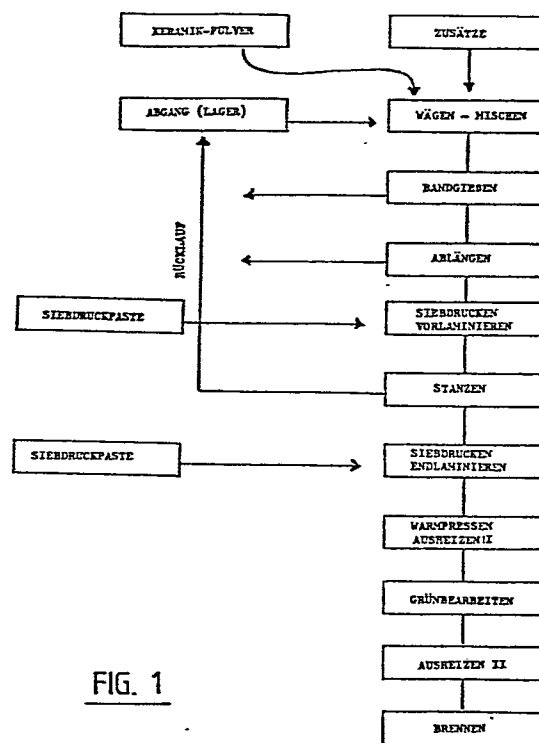 KERAMIK-PULVER
ZUSÄTZE
ABGANG (LAGER)
WÄGEN - MISCHEN
BANDGIEßEN
RÜCKLAUF
ABLÄNGEN
SIEBDRUCKPASTE
SIEBDRUCKEN
VORLAMINIEREN
STANZEN
SIEBDRUCKPASTE
SIEBDRUCKEN
ENDLAMINIEREN
WARMPRESSEN
AUSHEIZEN I
GRÜNBEARBEITEN
AUSHEIZEN II
BRENNEN
FIG. 1